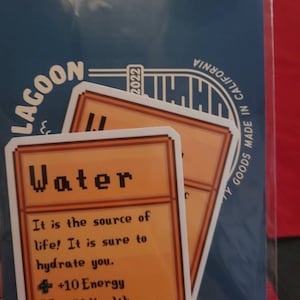 LAGOON
2022
GOODS MADE IN CALIFORNIA
Water
It is the source of
life! It is sure to
hydrate you.
+10 Energy